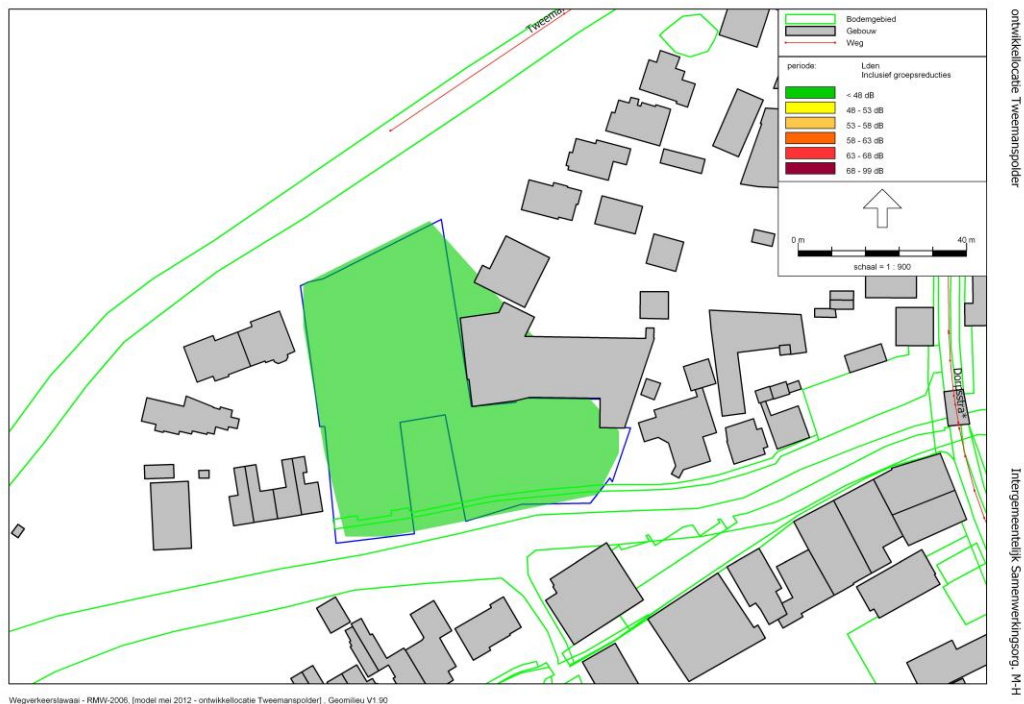 Tweema
Bodemgebied
Gebouw
Weg
periode: Lden
Inclusief groepsreducties
< 48 dB
48 - 53 dB
53 - 58 dB
58 - 63 dB
63 - 68 dB
68 - 99 dB
0 m 40 m
schaal = 1 : 900
Dorpsstra*
ontwikkellocatie Tweemanspolder
Intergemeentelijk Samenwerkingsorg. M-H
Wegverkeerslawaai - RMW-2006, [model mei 2012 - ontwikkellocatie Tweemanspolder] , Geomilieu V1.90